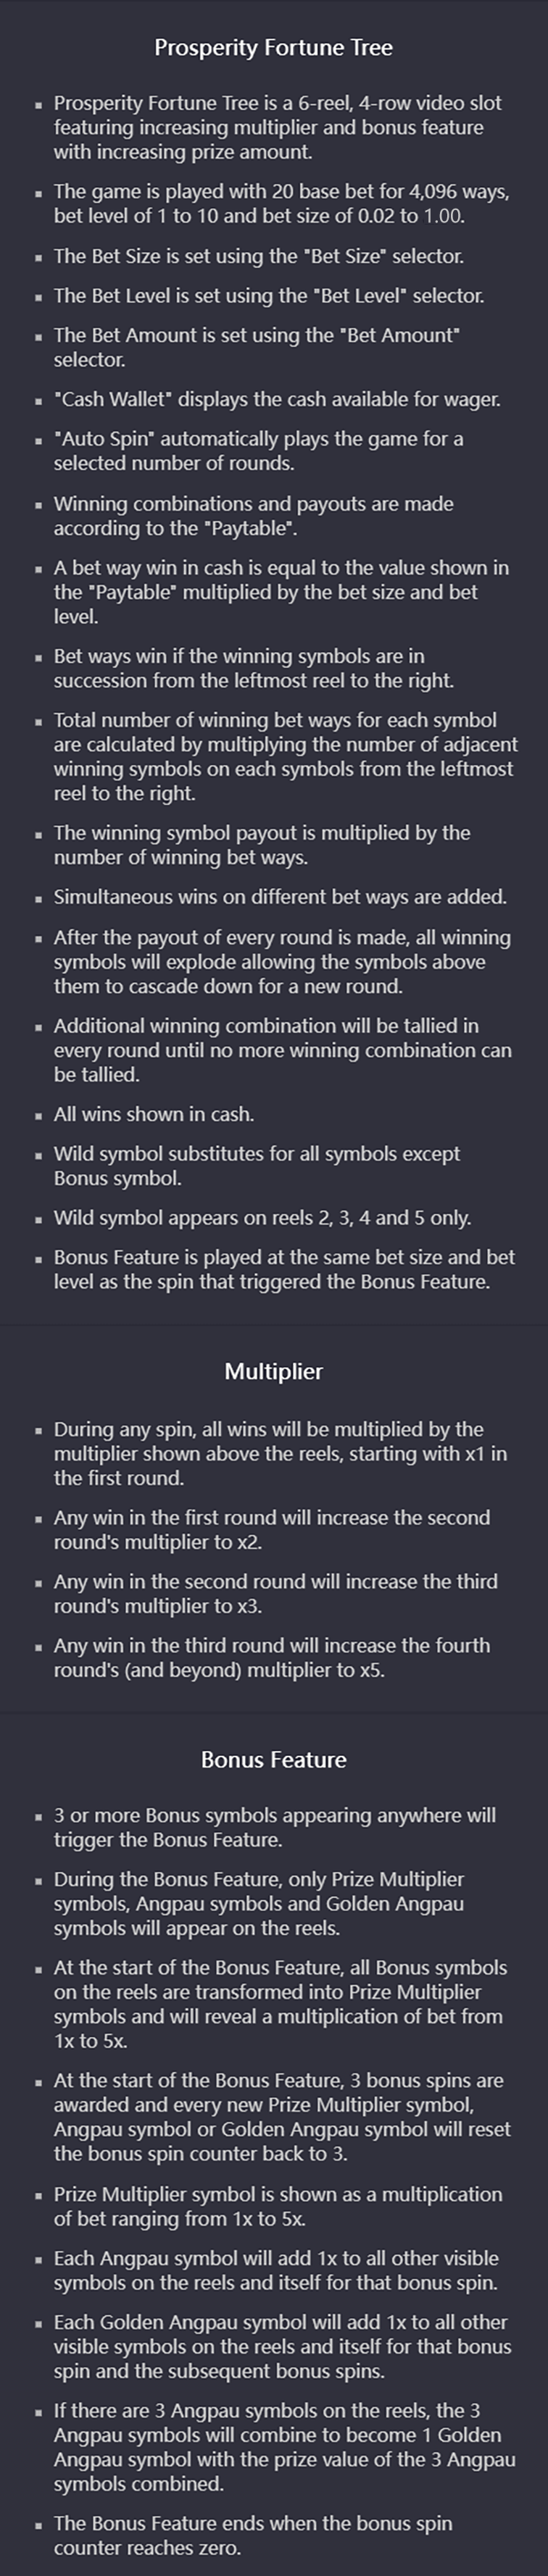 Prosperity Fortune Tree
▪ Prosperity Fortune Tree is a 6-reel, 4-row video slot
featuring increasing multiplier and bonus feature
with increasing prize amount.
▪ The game is played with 20 base bet for 4,096 ways,
bet level of 1 to 10 and bet size of 0.02 to 1.00.
▪ The Bet Size is set using the "Bet Size" selector.
▪ The Bet Level is set using the "Bet Level" selector.
▪ The Bet Amount is set using the "Bet Amount"
selector.
▪ "Cash Wallet" displays the cash available for wager.
▪ "Auto Spin" automatically plays the game for a
selected number of rounds.
▪ Winning combinations and payouts are made
according to the "Paytable".
▪ A bet way win in cash is equal to the value shown in
the "Paytable" multiplied by the bet size and bet
level.
▪ Bet ways win if the winning symbols are in
succession from the leftmost reel to the right.
▪ Total number of winning bet ways for each symbol
are calculated by multiplying the number of adjacent
winning symbols on each symbols from the leftmost
reel to the right.
▪ The winning symbol payout is multiplied by the
number of winning bet ways.
▪ Simultaneous wins on different bet ways are added.
▪ After the payout of every round is made, all winning
symbols will explode allowing the symbols above
them to cascade down for a new round.
▪ Additional winning combination will be tallied in
every round until no more winning combination can
be tallied.
▪ All wins shown in cash.
▪ Wild symbol substitutes for all symbols except
Bonus symbol.
▪ Wild symbol appears on reels 2, 3, 4 and 5 only.
▪ Bonus Feature is played at the same bet size and bet
level as the spin that triggered the Bonus Feature.
Multiplier
▪ During any spin, all wins will be multiplied by the
multiplier shown above the reels, starting with x1 in
the first round.
▪ Any win in the first round will increase the second
round's multiplier to x2.
▪ Any win in the second round will increase the third
round's multiplier to x3.
▪ Any win in the third round will increase the fourth
round's (and beyond) multiplier to x5.
Bonus Feature
▪ 3 or more Bonus symbols appearing anywhere will
trigger the Bonus Feature.
▪ During the Bonus Feature, only Prize Multiplier
symbols, Angpau symbols and Golden Angpau
symbols will appear on the reels.
▪ At the start of the Bonus Feature, all Bonus symbols
on the reels are transformed into Prize Multiplier
symbols and will reveal a multiplication of bet from
1x to 5x.
▪ At the start of the Bonus Feature, 3 bonus spins are
awarded and every new Prize Multiplier symbol,
Angpau symbol or Golden Angpau symbol will reset
the bonus spin counter back to 3.
▪ Prize Multiplier symbol is shown as a multiplication
of bet ranging from 1x to 5x.
▪ Each Angpau symbol will add 1x to all other visible
symbols on the reels and itself for that bonus spin.
▪ Each Golden Angpau symbol will add 1x to all other
visible symbols on the reels and itself for that bonus
spin and the subsequent bonus spins.
▪ If there are 3 Angpau symbols on the reels, the 3
Angpau symbols will combine to become 1 Golden
Angpau symbol with the prize value of the 3 Angpau
symbols combined.
▪ The Bonus Feature ends when the bonus spin
counter reaches zero.